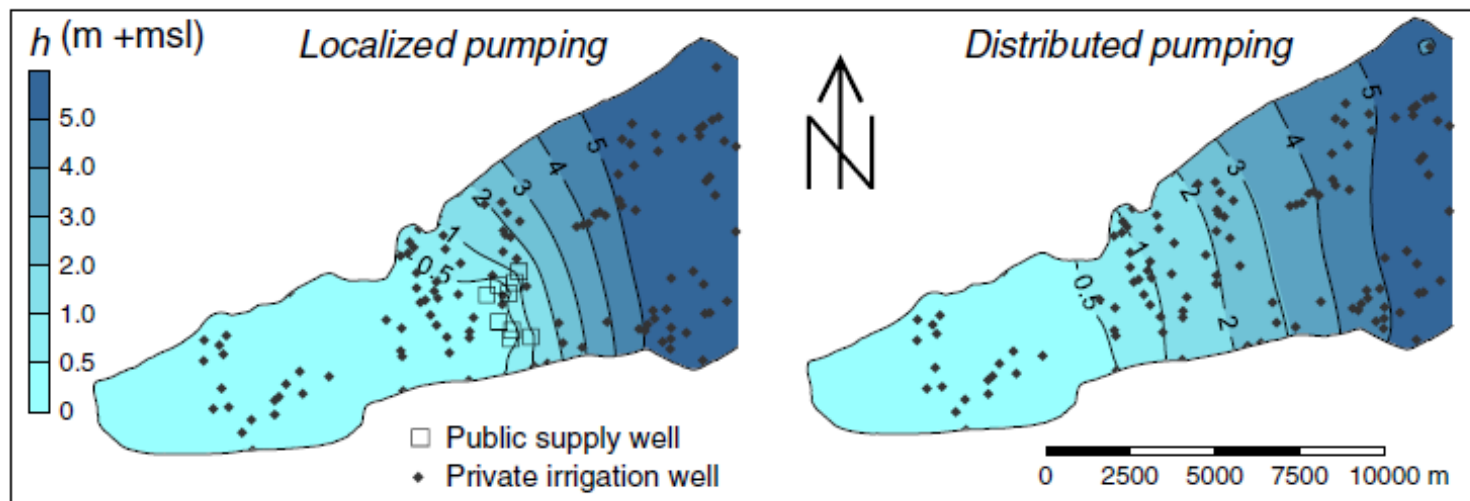 h (m +msl)
Localized pumping
Distributed pumping
5.0
4.0
3.0
2.0
1.0
0.5
0
0.5
1
2
3
4
5
N
0.5
1
2
2
3
4
5
Public supply well
Private irrigation well
0 2500 5000 7500 10000 m